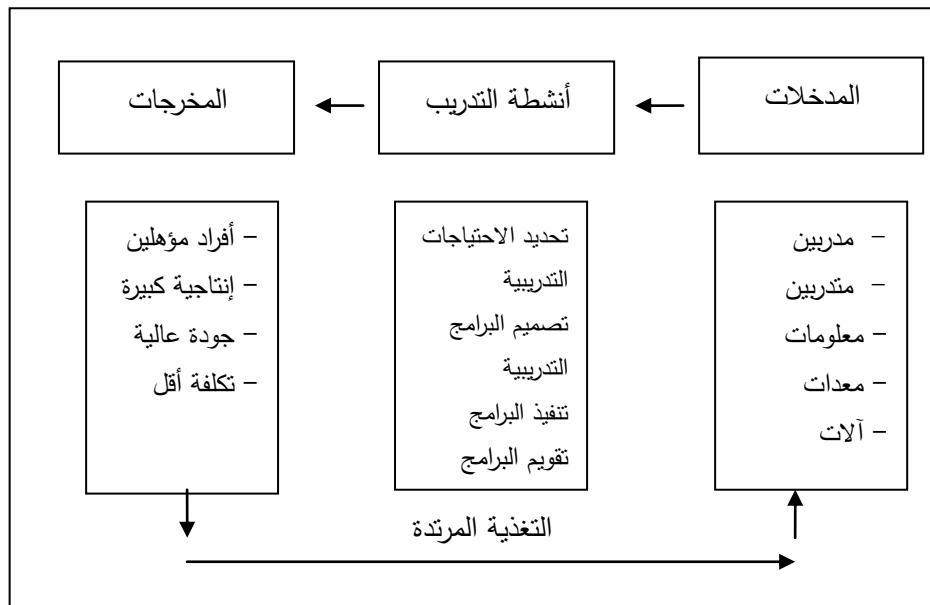 المدخلات
أنشطة التدريب
المخرجات
– مدربين
– متدربين
– معلومات
– معدات
– آلات
تحديد الاحتياجات
التدريبية
تصميم البرامج
التدريبية
تنفيذ البرامج
تقويم البرامج
– أفراد مؤهلين
– إنتاجية كبيرة
– جودة عالية
– تكلفة أقل
التغذية المرتدة